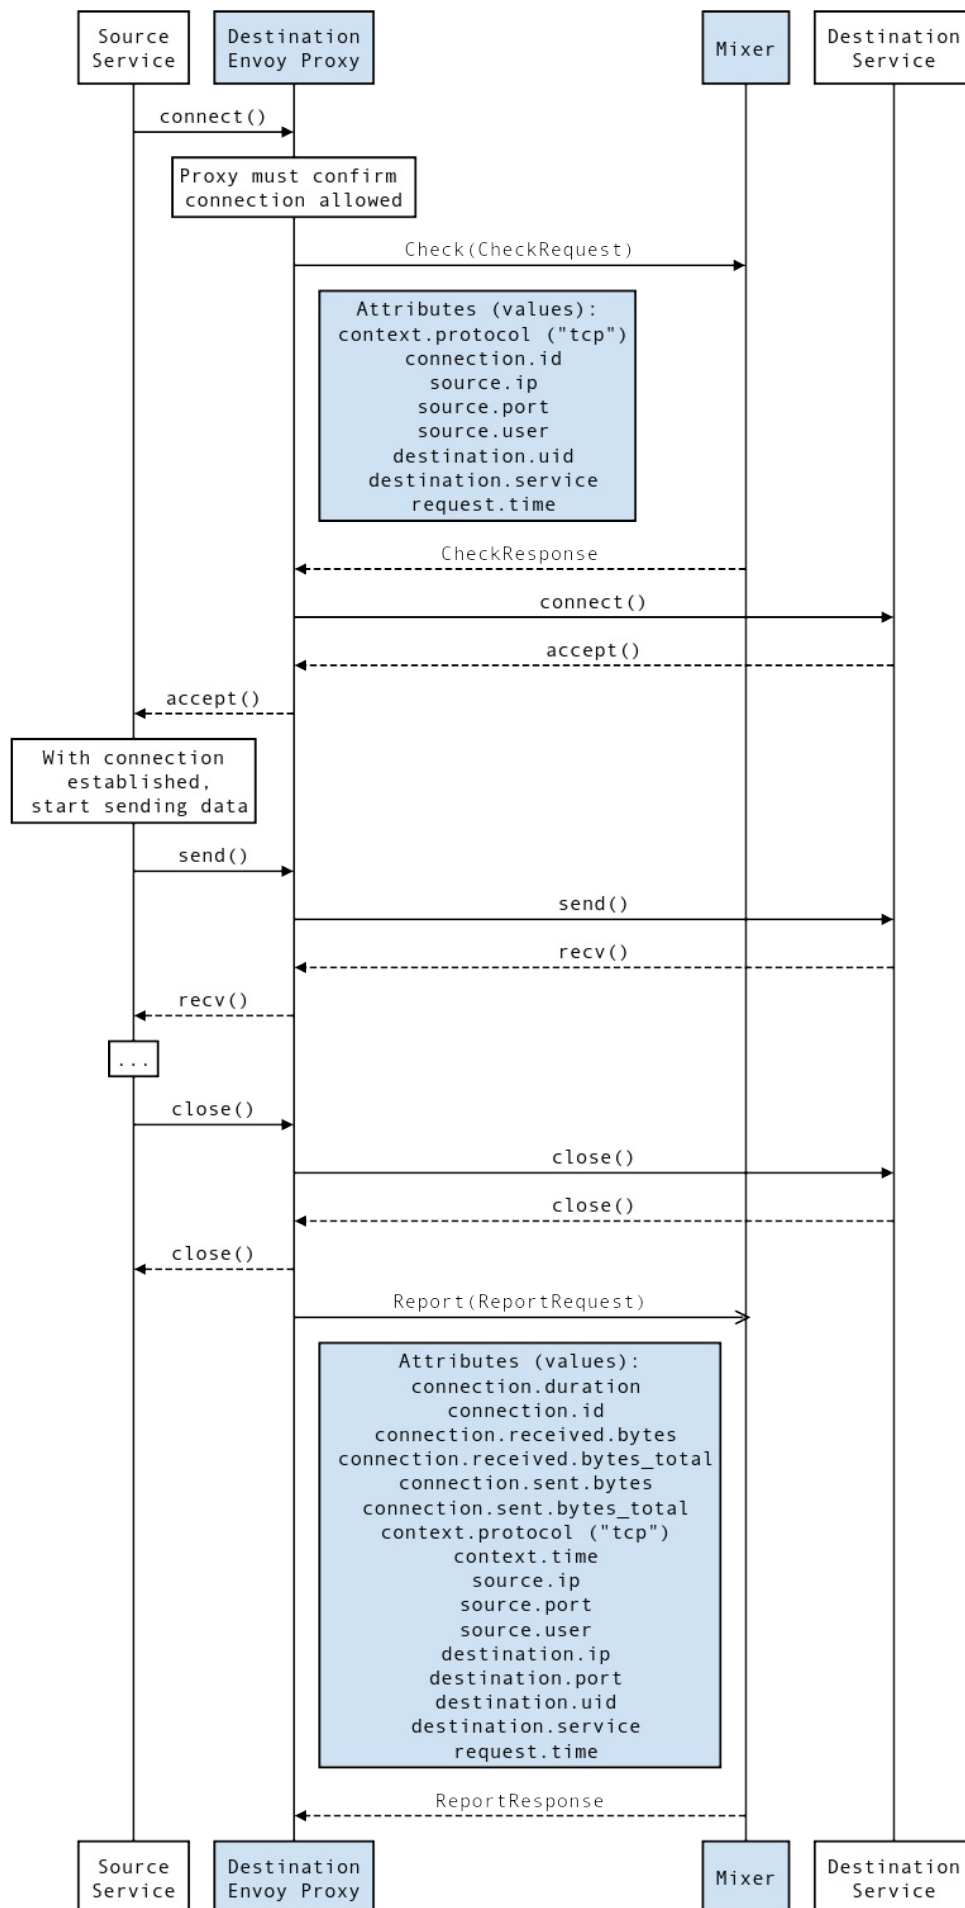 Source
Service
Destination
Envoy Proxy
Mixer
Destination
Service
connect()
Proxy must confirm
connection allowed
Check(CheckRequest)
Attributes (values):
context.protocol ("tcp")
connection.id
source.ip
source.port
source.user
destination.uid
destination.service
request.time
CheckResponse
connect()
accept()
accept()
With connection
established,
start sending data
send()
send()
recv()
recv()
...
close()
close()
close()
close()
Report(ReportRequest)
Attributes (values):
connection.duration
connection.id
connection.received.bytes
connection.received.bytes_total
connection.sent.bytes
connection.sent.bytes_total
context.protocol ("tcp")
context.time
source.ip
source.port
source.user
destination.ip
destination.port
destination.uid
destination.service
request.time
ReportResponse
Source
Service
Destination
Envoy Proxy
Mixer
Destination
Service